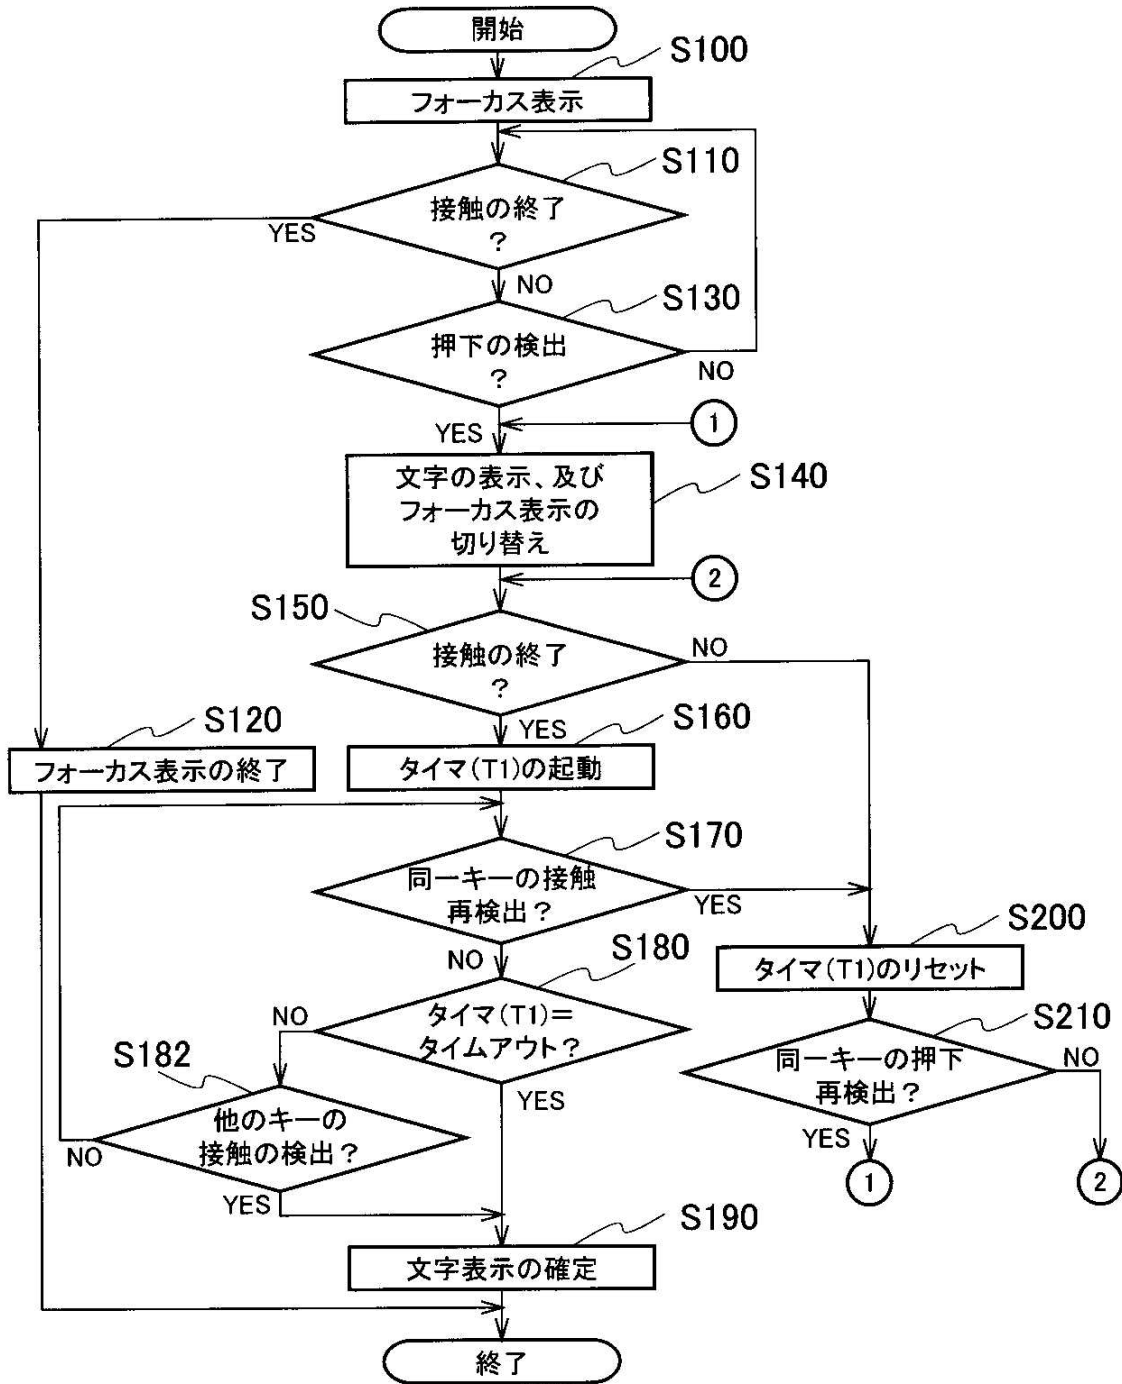 開始
S100
フォーカス表示
S110
接触の終了
?
YES
NO
S130
押下の検出
?
NO
YES
1
文字の表示、及び
フォーカス表示の
切り替え
S140
2
S150
接触の終了
?
NO
YES
S160
S120
フォーカス表示の終了
タイマ(T1)の起動
S170
同一キーの接触
再検出?
YES
NO
S200
タイマ(T1)のリセット
S180
タイマ(T1)=
タイムアウト?
NO
YES
S210
同一キーの押下
再検出?
NO
YES
1
2
S182
他のキーの
接触の検出?
NO
YES
S190
文字表示の確定
終了